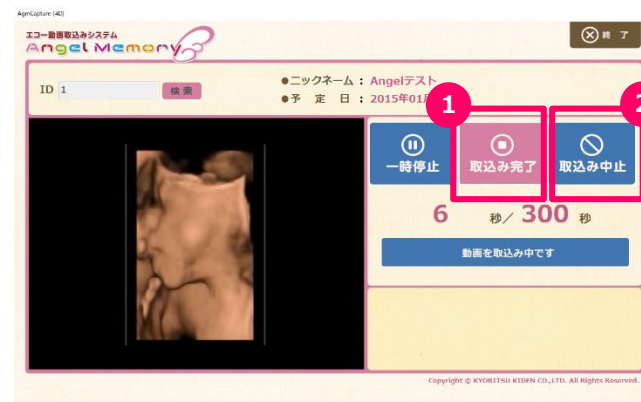 AgmCapture (4D)
エコー動画取込みシステム
Angel Memory
終 了
ID 1 検 索
●ニックネーム : Angelテスト
●予 定 日 : 2015年01
1
2
一時停止
取込み完了
取込み中止
6 秒/ 300 秒
動画を取込み中です
Copyright © KYORITSU KIDEN CO.,LTD. All Rights Reserved.